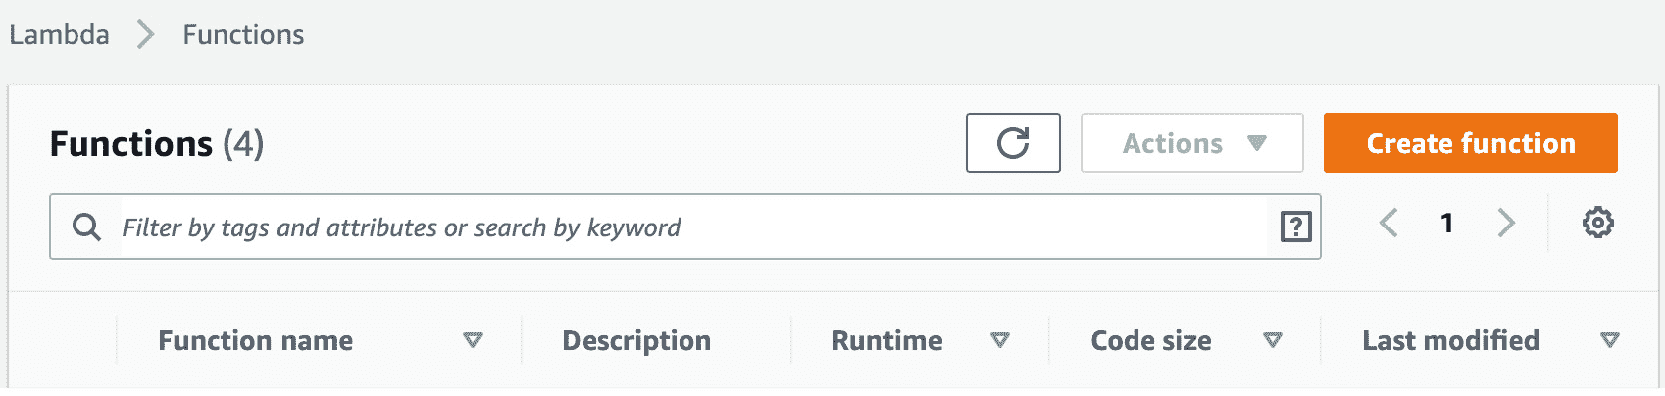 Lambda > Functions
Functions (4) Actions Create function
Filter by tags and attributes or search by keyword ? 1
Function name Description Runtime Code size Last modified